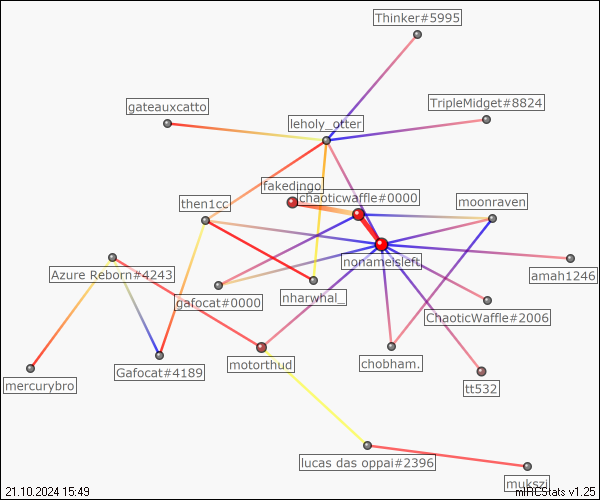 Thinker#5995
gateauxcatto
TripleMidget#8824
leholy_otter
fakedingo
chaoticwaffle#0000
then1cc
moonraven
nonameisleft
Azure Reborn#4243
amah1246
gafocat#0000
nharwhal_
ChaoticWaffle#2006
motorthud
chobham.
Gafocat#4189
mercurybro
tt532
lucas das oppai#2396
mukszi
21.10.2024 15:49
mIRCStats v1.25